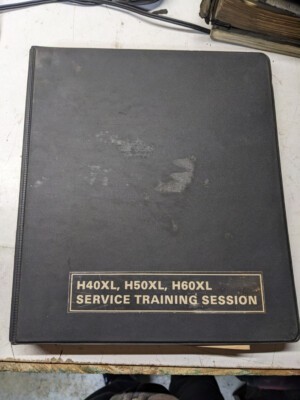 H40XL, H50XL, H60XL
SERVICE TRAINING SESSION